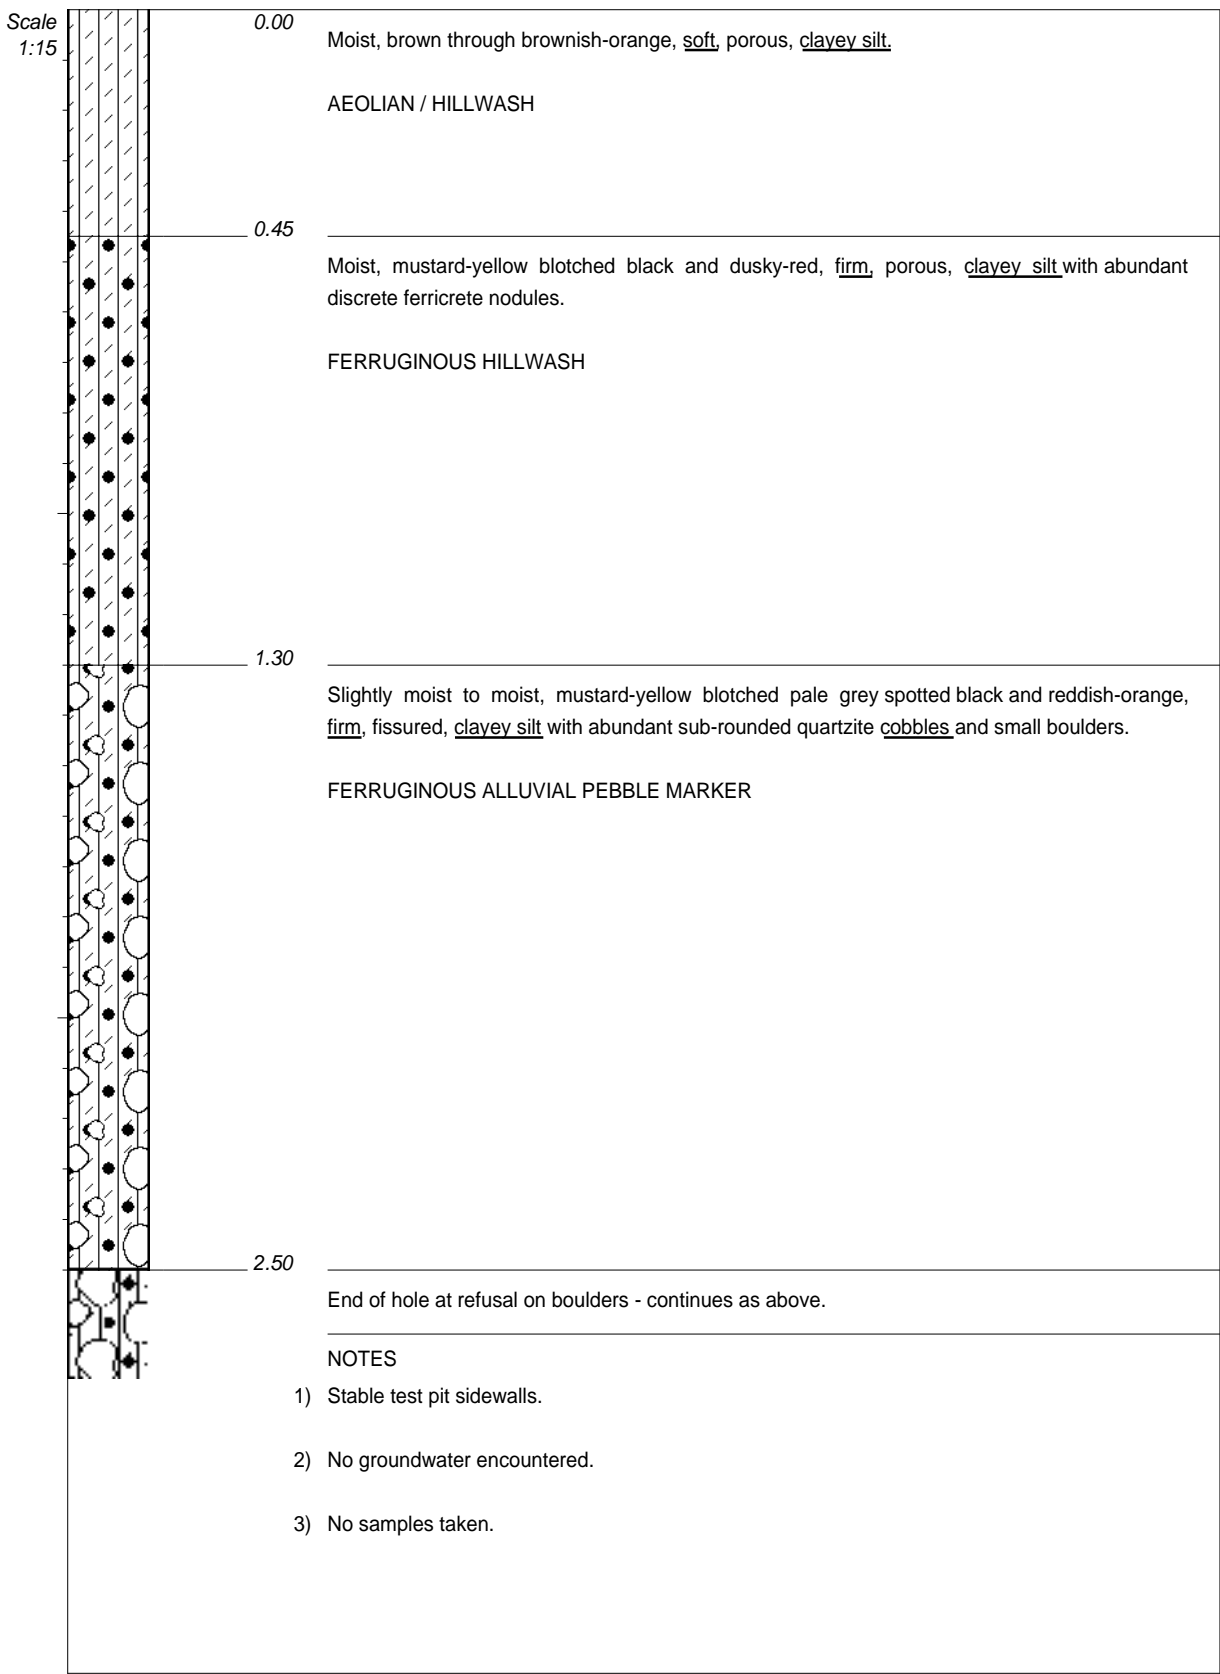 Scale
1:15
0.00
Moist, brown through brownish-orange, soft, porous, clayey silt.
AEOLIAN / HILLWASH
0.45
Moist, mustard-yellow blotched black and dusky-red, firm, porous, clayey silt with abundant
discrete ferricrete nodules.
FERRUGINOUS HILLWASH
1.30
Slightly moist to moist, mustard-yellow blotched pale grey spotted black and reddish-orange,
firm, fissured, clayey silt with abundant sub-rounded quartzite cobbles and small boulders.
FERRUGINOUS ALLUVIAL PEBBLE MARKER
2.50
End of hole at refusal on boulders - continues as above.
NOTES
1) Stable test pit sidewalls.
2) No groundwater encountered.
3) No samples taken.